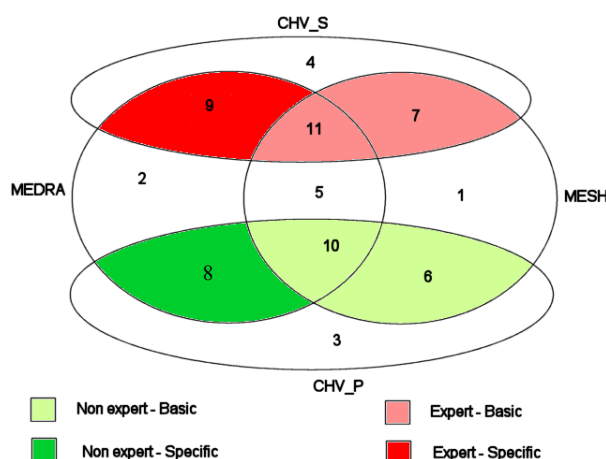 CHV_S
4
9
11
7
MEDRA
2
5
1
MESH
10
8
6
3
CHV_P
Non expert - Basic
Expert - Basic
Non expert - Specific
Expert - Specific